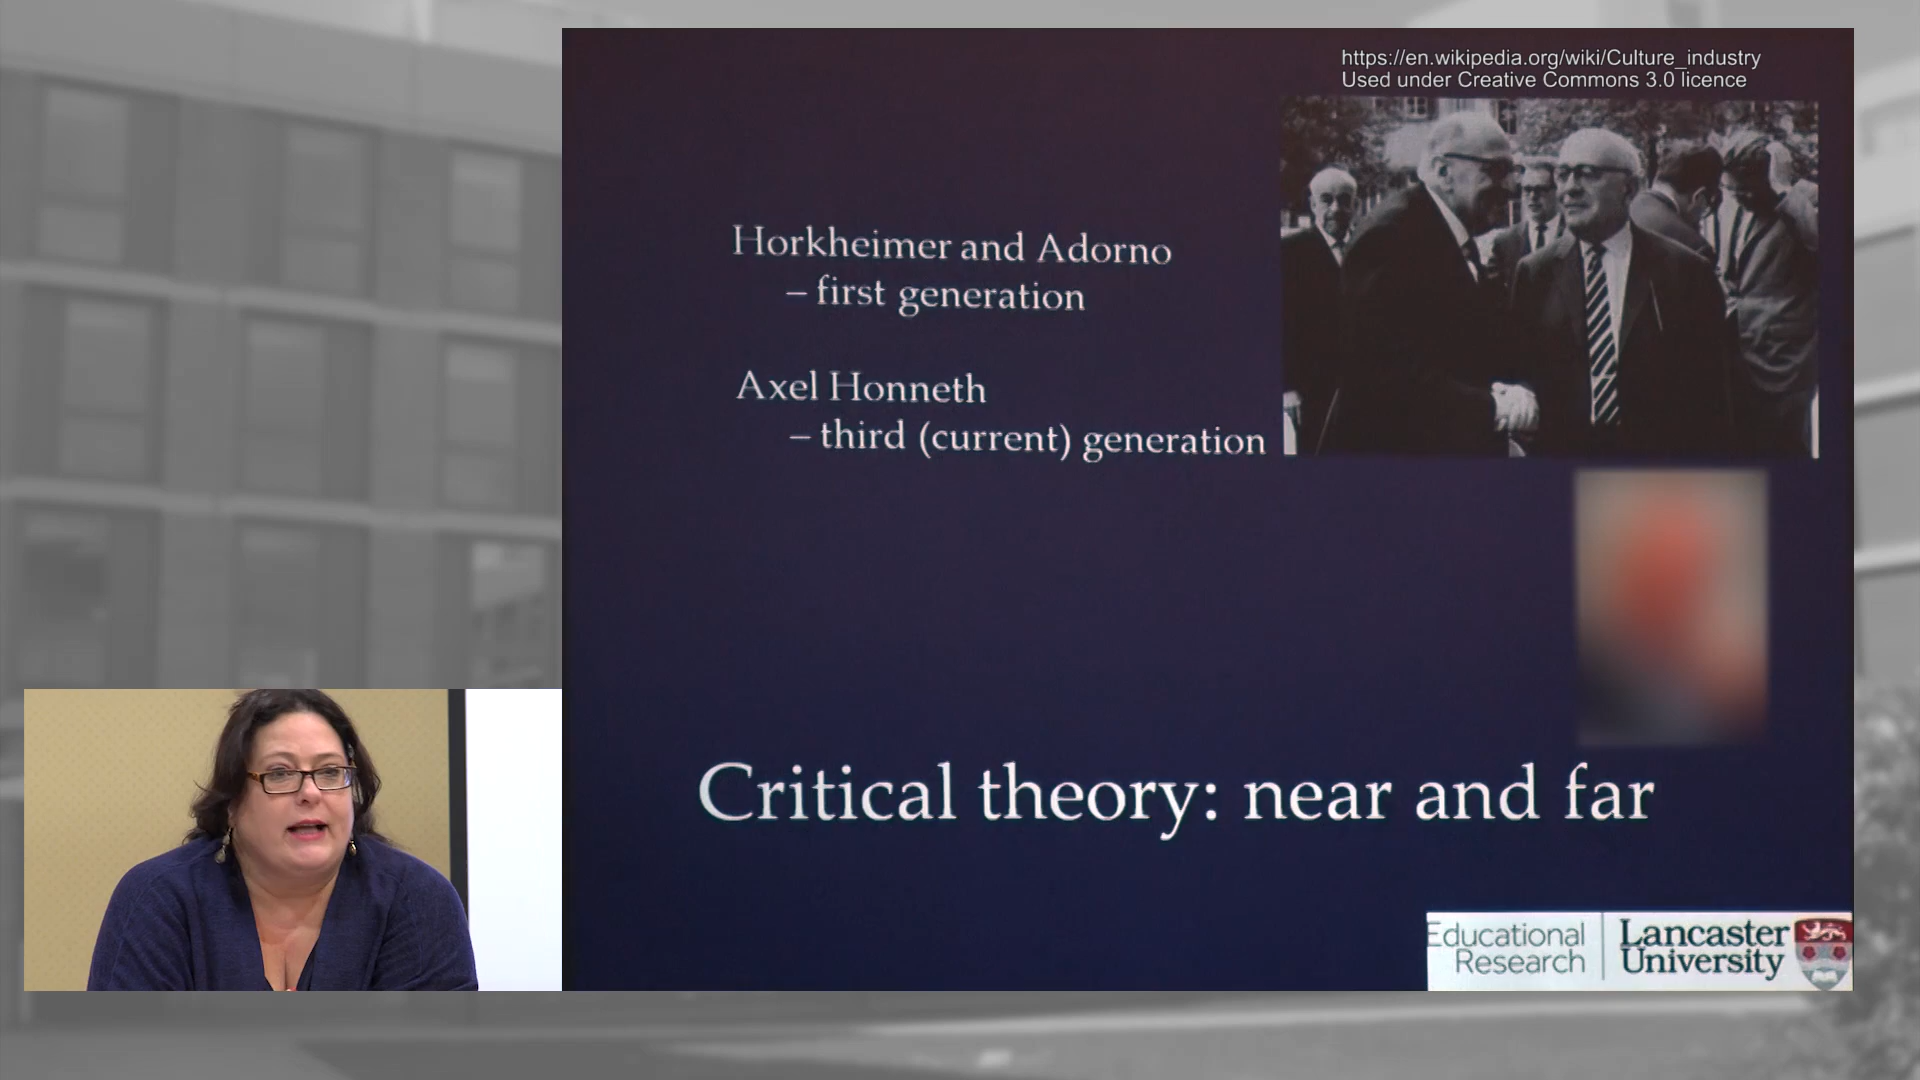 https://en.wikipedia.org/wiki/Culture_industry
Used under Creative Commons 3.0 licence
Horkheimer and Adorno
– first generation
Axel Honneth
– third (current) generation
Critical theory: near and far
Educational
Research
Lancaster
University